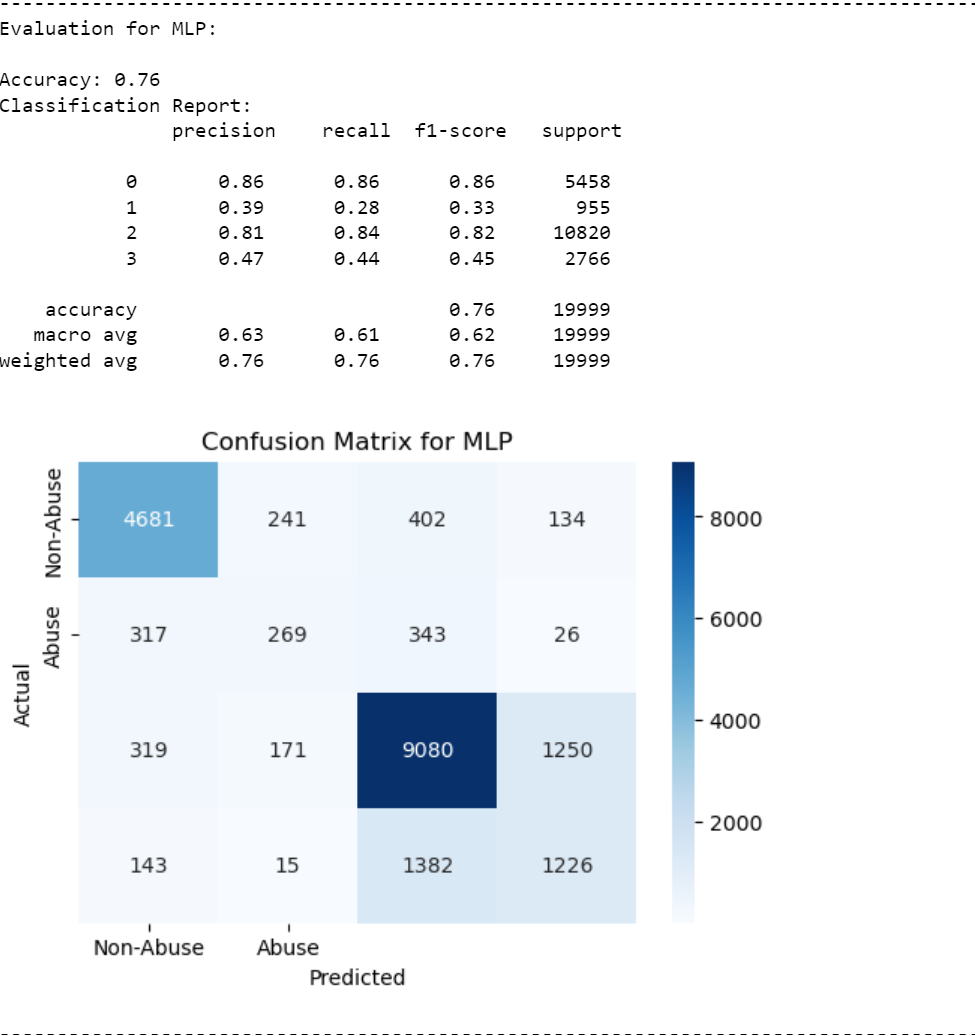 Evaluation for MLP:
Accuracy: 0.76
Classification Report:
precision recall f1-score support
0 0.86 0.86 0.86 5458
1 0.39 0.28 0.33 955
2 0.81 0.84 0.82 10820
3 0.47 0.44 0.45 2766
accuracy 0.76 19999
macro avg 0.63 0.61 0.62 19999
weighted avg 0.76 0.76 0.76 19999
Confusion Matrix for MLP
Actual
Non-Abuse 4681 241 402 134
Abuse 317 269 343 26
319 171 9080 1250
143 15 1382 1226
Non-Abuse Abuse
Predicted
8000
6000
4000
2000